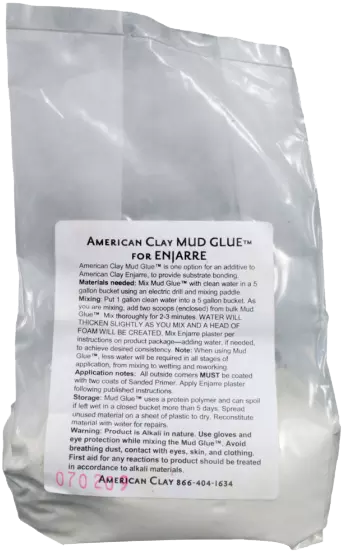 AMERICAN CLAY MUD GLUE™
FOR ENJARRE
American Clay Mud Glue™ is one option for an additive to
American Clay Enjarre, to provide substrate bonding.
Materials needed: Mix Mud Glue™ with clean water in a 5
gallon bucket using an electric drill and mixing paddle.
Mixing: Put 1 gallon clean water into a 5 gallon bucket. As
you are mixing, add two scoops (enclosed) from bulk Mud
Glue™. Mix thoroughly for 2-3 minutes. WATER WILL
THICKEN SLIGHTLY AS YOU MIX AND A HEAD OF
FOAM WILL BE CREATED. Mix Enjarre plaster per
instructions on product package—adding water, if needed,
to achieve desired consistency. Note: When using Mud
Glue™, less water will be required in all stages of
application, from mixing to wetting and reworking.
Application notes: All outside corners MUST be coated
with two coats of Sanded Primer. Apply Enjarre plaster
following published instructions.
Storage: Mud Glue™ uses a protein polymer and can spoil
if left wet in a closed bucket more than 5 days. Spread
unused material on a sheet of plastic to dry. Reconstitute
material with water for repairs.
Warning: Product is Alkali in nature. Use gloves and
eye protection while mixing the Mud Glue™. Avoid
breathing dust, contact with eyes, skin, and clothing.
First aid for any reactions to product should be treated
in accordance to alkali materials.
070209
AMERICAN CLAY 866-404-1634